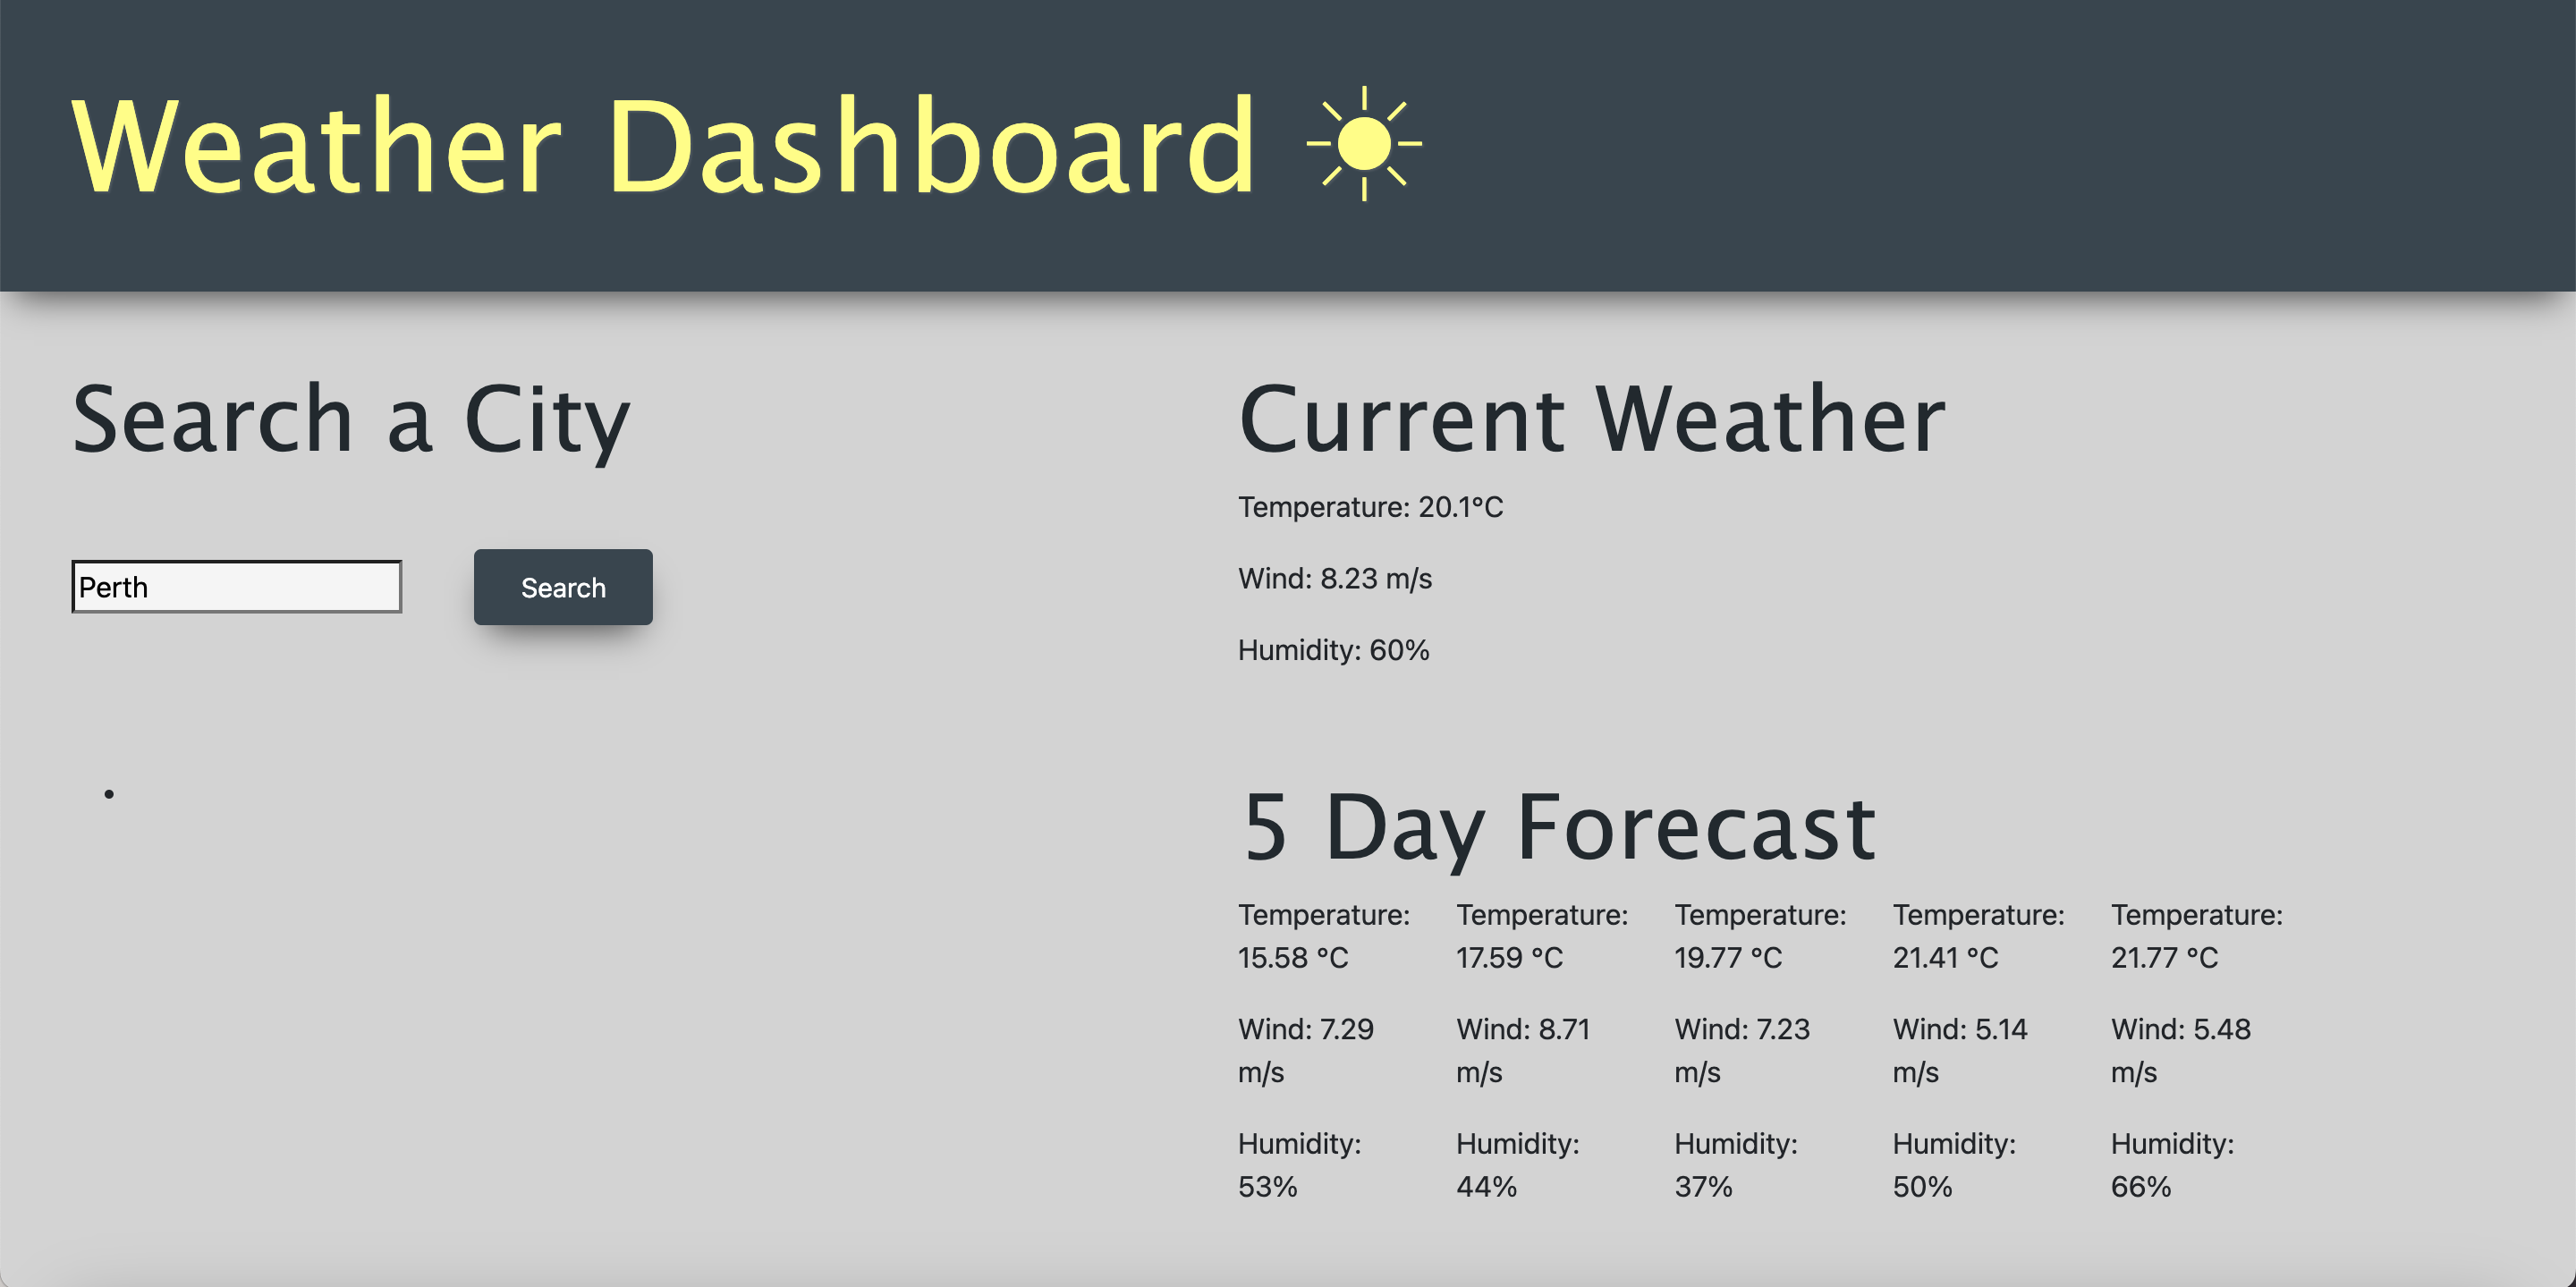 Weather Dashboard ☀
Search a City
Perth
Search
•
Current Weather
Temperature: 20.1°C
Wind: 8.23 m/s
Humidity: 60%
5 Day Forecast
Temperature:
15.58 °C
Wind: 7.29
m/s
Humidity:
53%
Temperature:
17.59 °C
Wind: 8.71
m/s
Humidity:
44%
Temperature:
19.77 °C
Wind: 7.23
m/s
Humidity:
37%
Temperature:
21.41 °C
Wind: 5.14
m/s
Humidity:
50%
Temperature:
21.77 °C
Wind: 5.48
m/s
Humidity:
66%